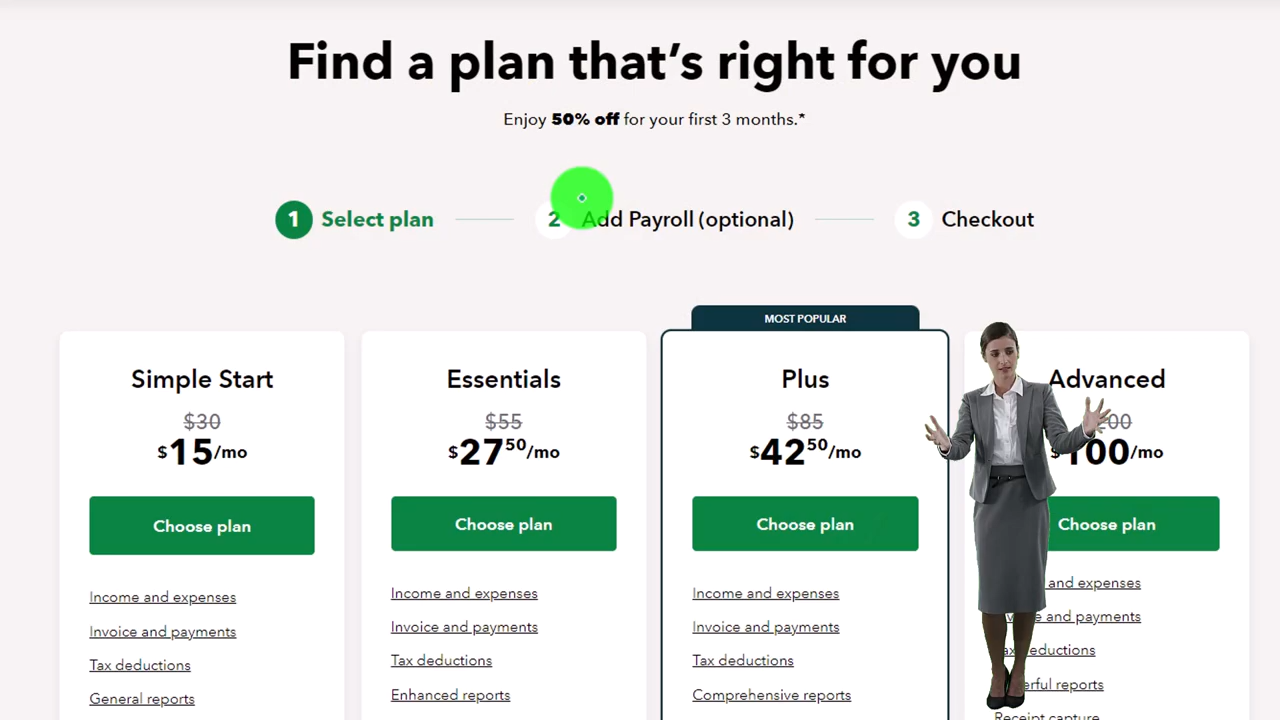 Find a plan that's right for you
Enjoy 50% off for your first 3 months.*
1 Select plan
2 Add Payroll (optional)
3 Checkout
Simple Start
$30
$15/mo
Choose plan
Income and expenses
Invoice and payments
Tax deductions
General reports
Essentials
$55
$27⁵⁰/mo
Choose plan
Income and expenses
Invoice and payments
Tax deductions
Enhanced reports
MOST POPULAR
Plus
$85
$42⁵⁰/mo
Choose plan
Income and expenses
Invoice and payments
Tax deductions
Comprehensive reports
Advanced
$100/mo
Choose plan
and expenses
and payments
Receipt capture